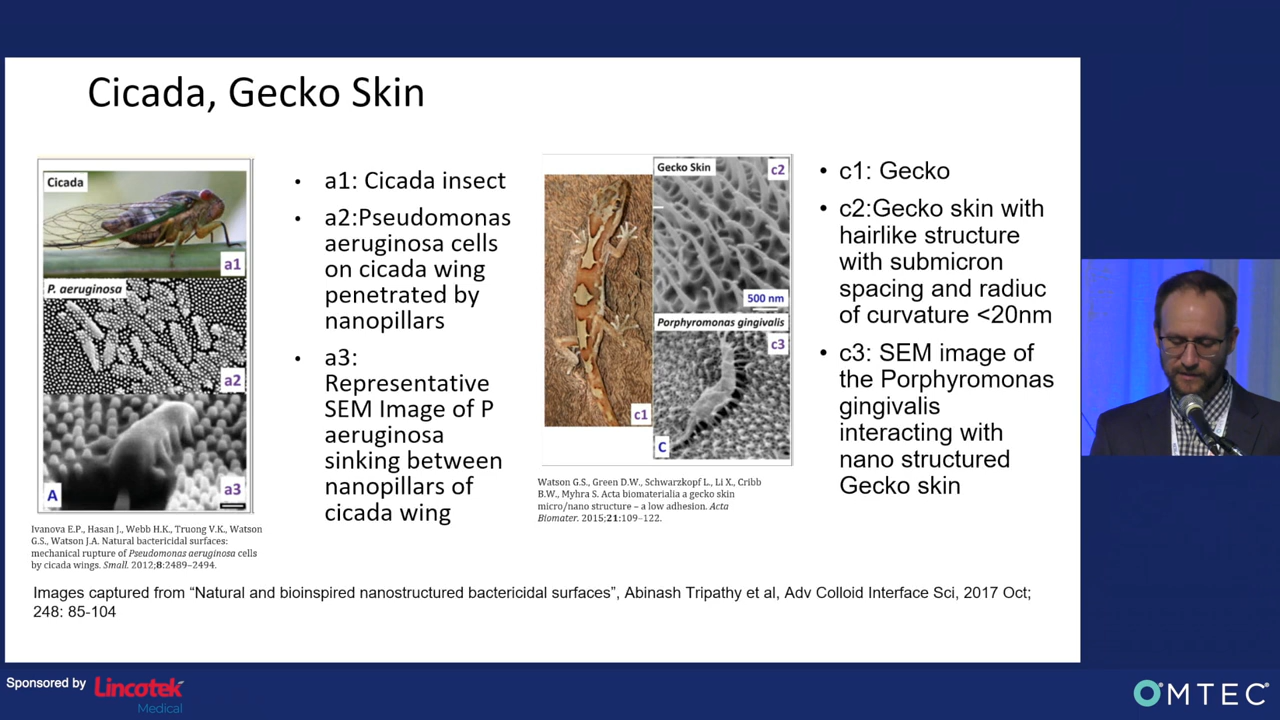 Cicada, Gecko Skin
Cicada
a1
P. aeruginosa
a2
A
a3
Ivanova E.P., Hasan J., Webb H.K., Truong V.K., Watson
G.S., Watson J.A. Natural bactericidal surfaces:
mechanical rupture of Pseudomonas aeruginosa cells
by cicada wings. Small. 2012;8:2489–2494.
• a1: Cicada insect
• a2:Pseudomonas
aeruginosa cells
on cicada wing
penetrated by
nanopillars
• a3:
Representative
SEM Image of P
aeruginosa
sinking between
nanopillars of
cicada wing
Gecko Skin
c2
500 nm
Porphyromonas gingivalis
c3
c1
C
Watson G.S., Green D.W., Schwarzkopf L., Li X., Cribb
B.W., Myhra S. Acta biomaterialia a gecko skin
micro/nano structure – a low adhesion. Acta
Biomater. 2015;21:109–122.
• c1: Gecko
• c2:Gecko skin with
hairlike structure
with submicron
spacing and radiuc
of curvature <20nm
• c3: SEM image of
the Porphyromonas
gingivalis
interacting with
nano structured
Gecko skin
Images captured from “Natural and bioinspired nanostructured bactericidal surfaces”, Abinash Tripathy et al, Adv Colloid Interface Sci, 2017 Oct;
248: 85-104
Sponsored by Lincotek
Medical
OMTEC®